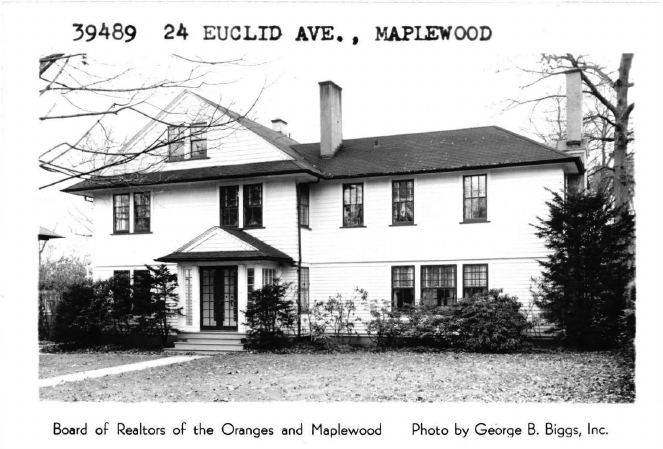 39489 24 EUCLID AVE., MAPLEWOOD
Board of Realtors of the Oranges and Maplewood Photo by George B. Biggs, Inc.